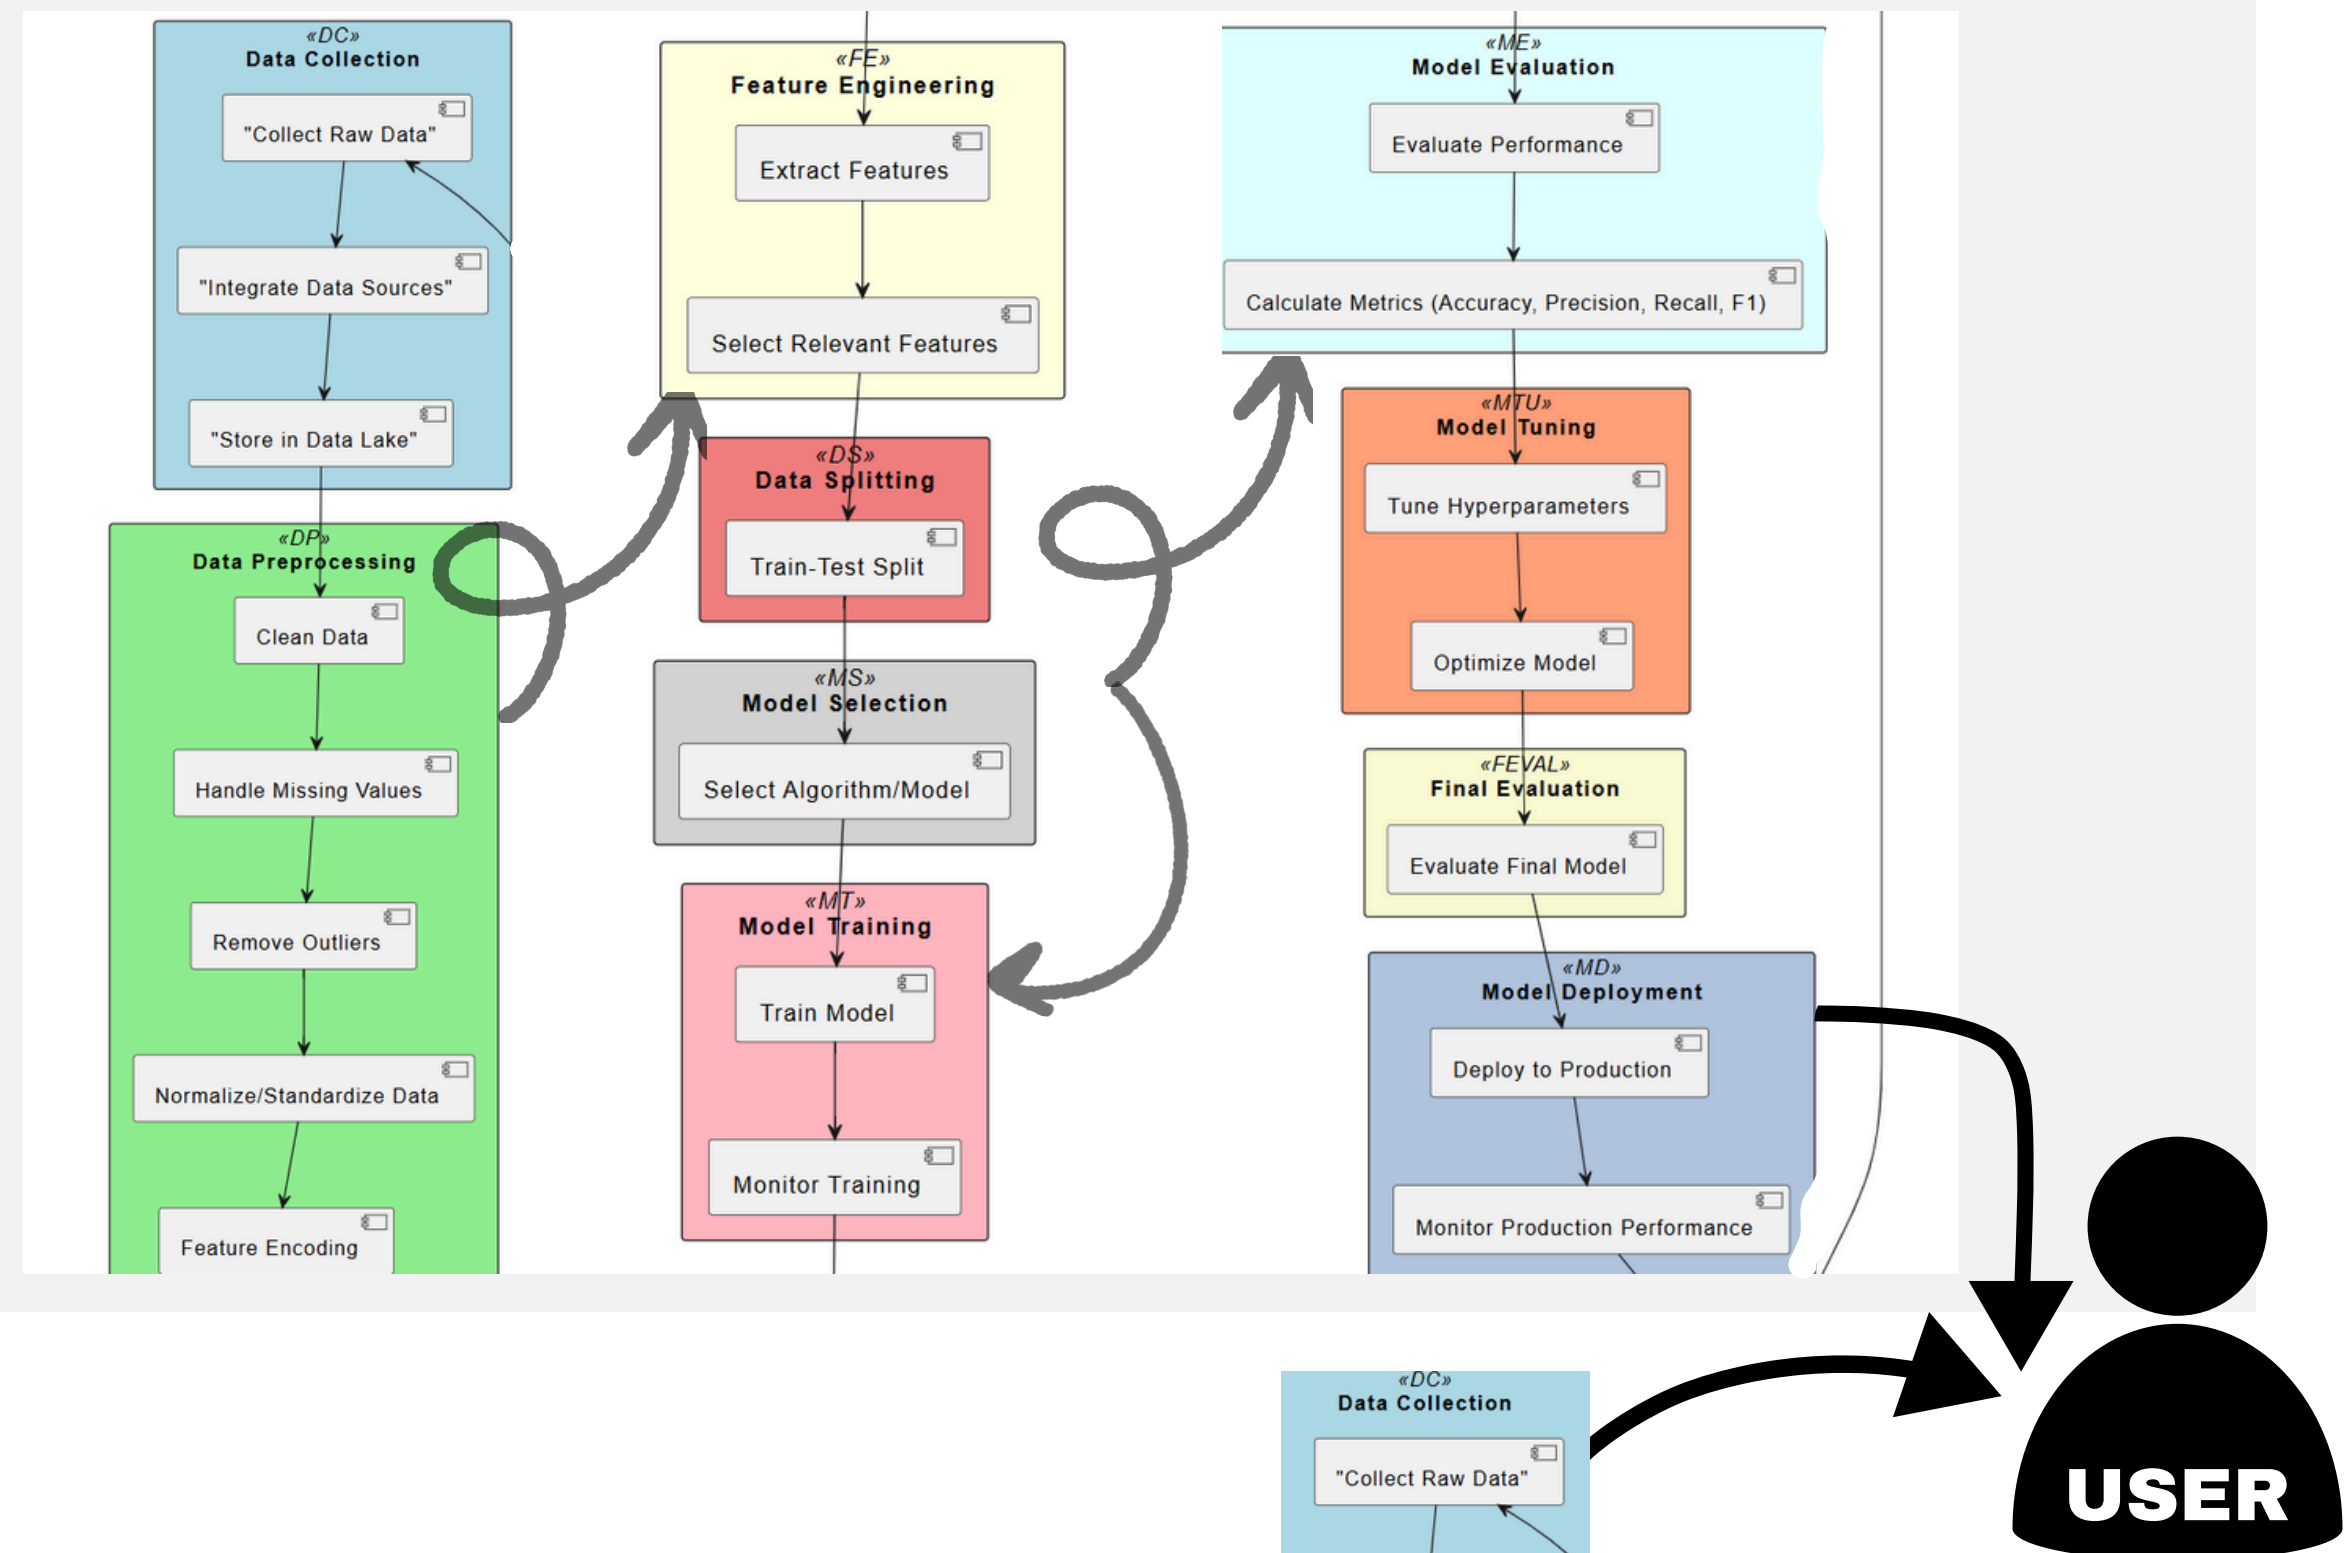 «DC»
Data Collection
"Collect Raw Data"
"Integrate Data Sources"
"Store in Data Lake"
«DP»
Data Preprocessing
Clean Data
Handle Missing Values
Remove Outliers
Normalize/Standardize Data
Feature Encoding
«FE»
Feature Engineering
Extract Features
Select Relevant Features
«DS»
Data Splitting
Train-Test Split
«MS»
Model Selection
Select Algorithm/Model
«MT»
Model Training
Train Model
Monitor Training
«ME»
Model Evaluation
Evaluate Performance
Calculate Metrics (Accuracy, Precision, Recall, F1)
«MTU»
Model Tuning
Tune Hyperparameters
Optimize Model
«FEVAL»
Final Evaluation
Evaluate Final Model
«MD»
Model Deployment
Deploy to Production
Monitor Production Performance
«DC»
Data Collection
"Collect Raw Data"
USER